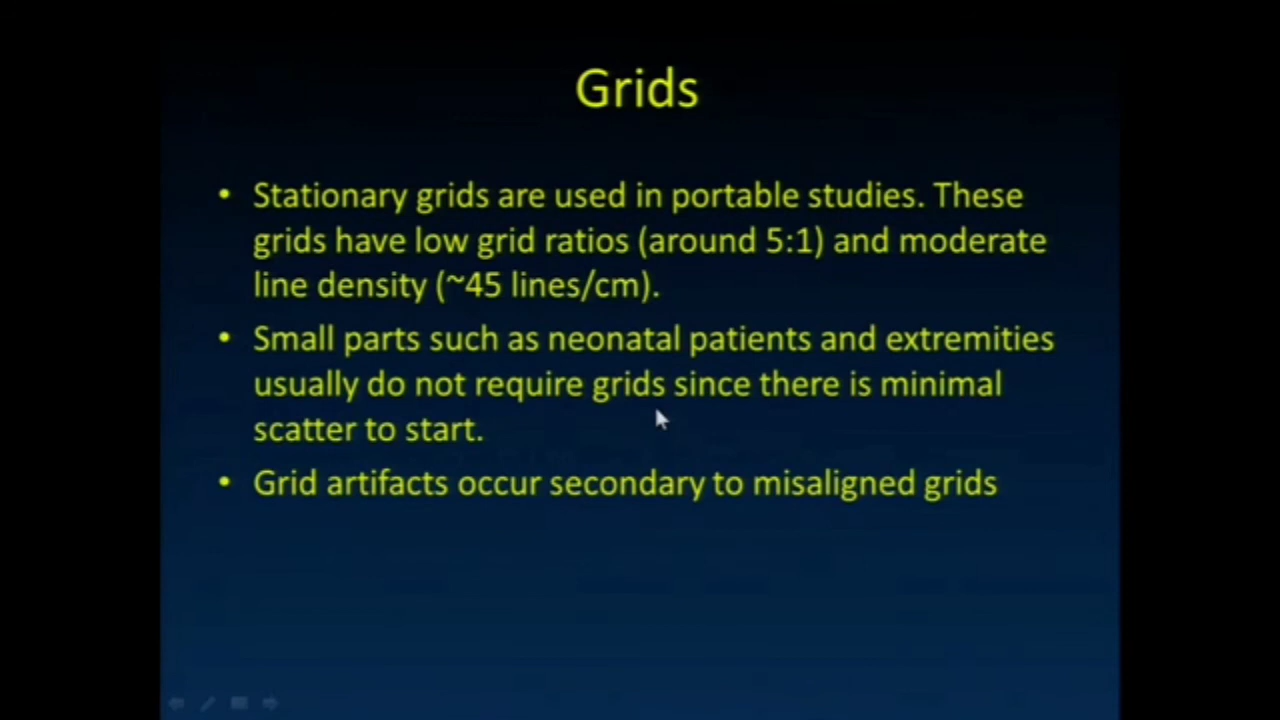 Grids
• Stationary grids are used in portable studies. These
grids have low grid ratios (around 5:1) and moderate
line density (~45 lines/cm).
• Small parts such as neonatal patients and extremities
usually do not require grids since there is minimal
scatter to start.
• Grid artifacts occur secondary to misaligned grids